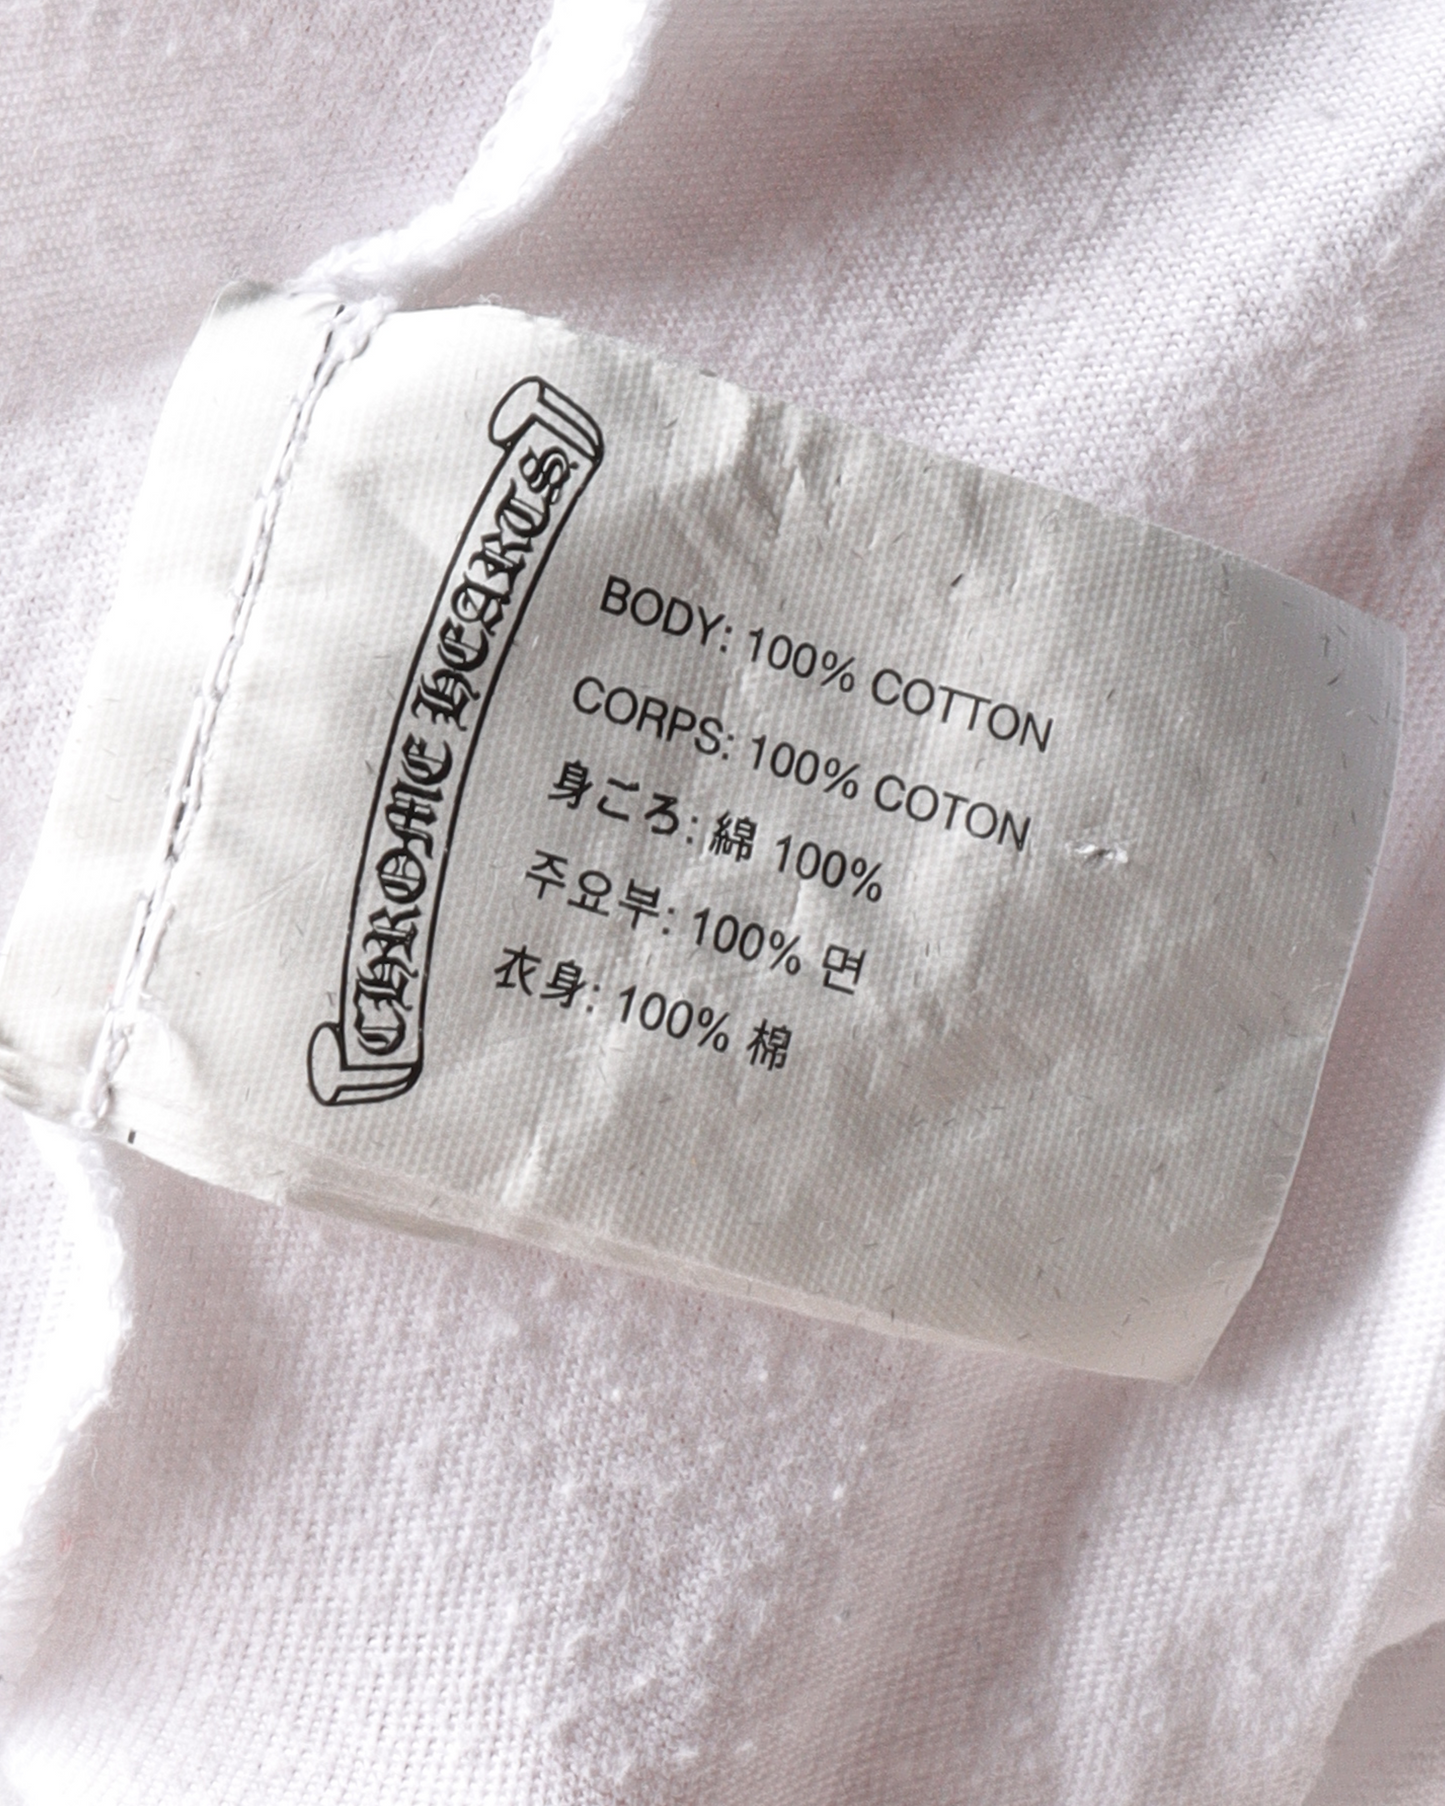 CHROME HEARTS
BODY: 100% COTTON
CORPS: 100% COTON
身ごろ: 綿 100%
주요부: 100% 면
衣身: 100% 棉